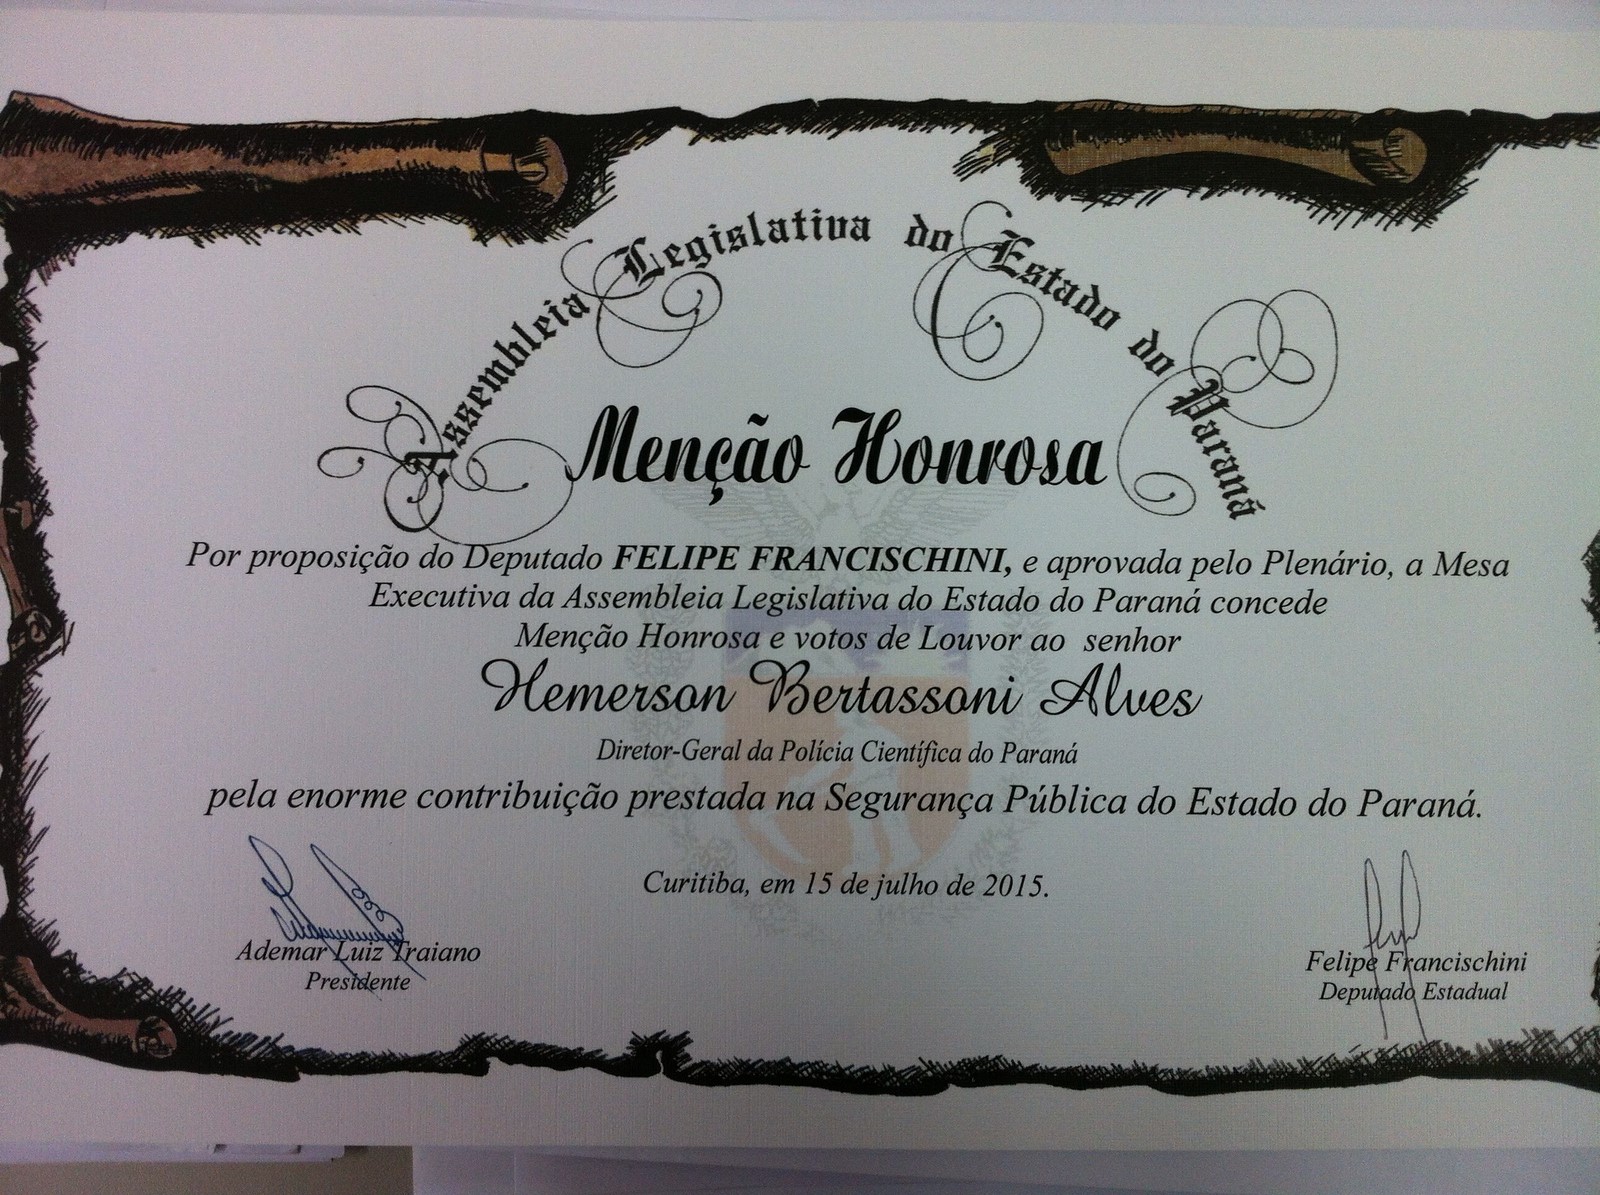 Assembleia Legislativa do Estado do Paraná
Menção Honrosa
Por proposição do Deputado FELIPE FRANCISCHINI, e aprovada pelo Plenário, a Mesa
Executiva da Assembleia Legislativa do Estado do Paraná concede
Menção Honrosa e votos de Louvor ao senhor
Hemerson Bertassoni Alves
Diretor-Geral da Polícia Científica do Paraná
pela enorme contribuição prestada na Segurança Pública do Estado do Paraná.
Curitiba, em 15 de julho de 2015.
Ademar Luiz Traiano
Presidente
Felipe Francischini
Deputado Estadual